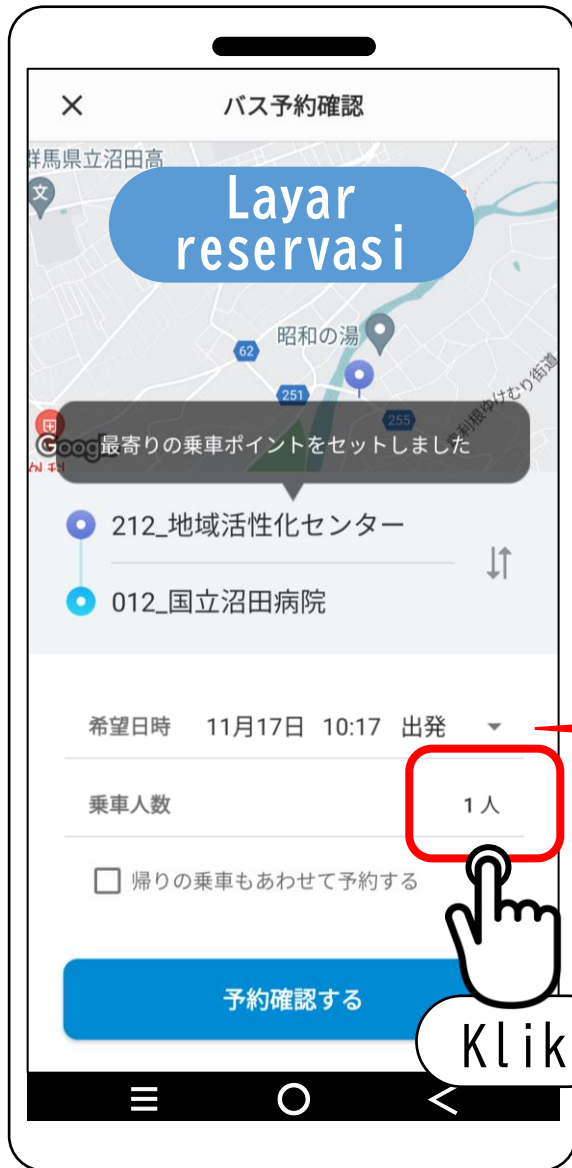 × バス予約確認
群馬県立沼田高
文
Layar
reservasi
昭和の湯
62
251
255
利根ゆけむり街道
Goog
最寄りの乗車ポイントをセットしました
212_地域活性化センター
012_国立沼田病院
希望日時 11月17日 10:17 出発
乗車人数 1人
帰りの乗車もあわせて予約する
予約確認する
Klik